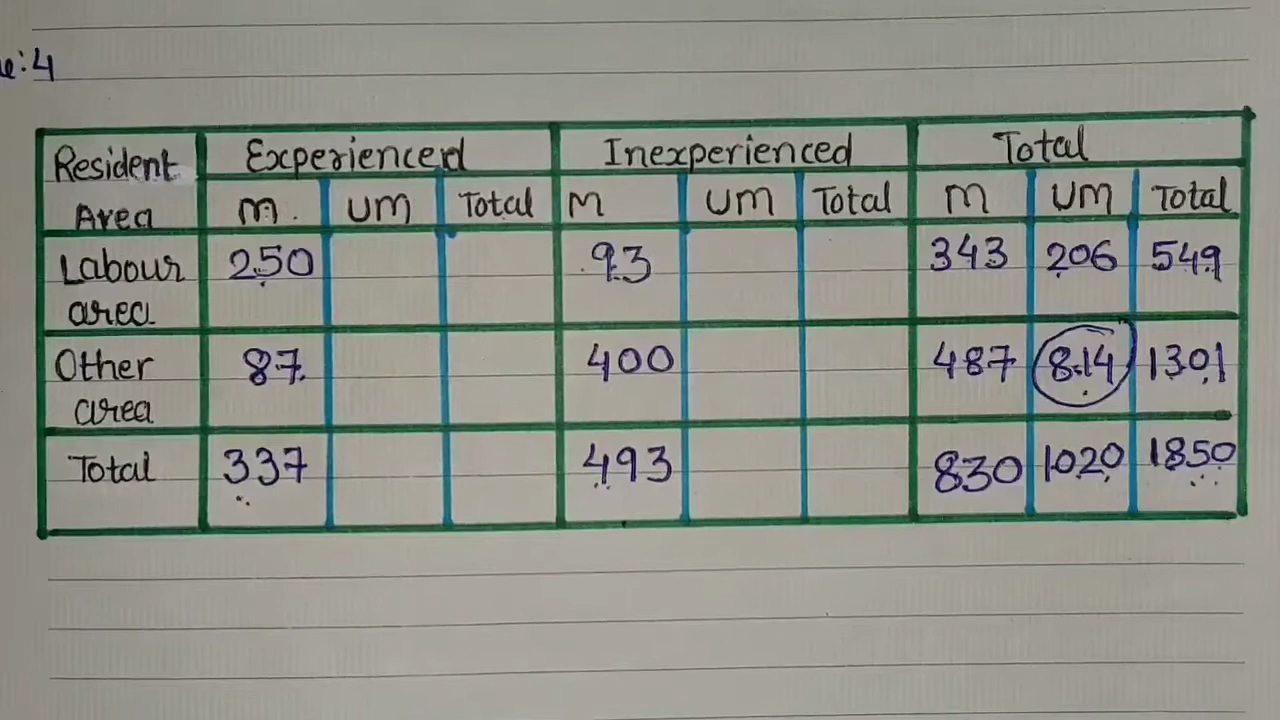 e:4
Resident Area Experienced Inexperienced Total
M UM Total M UM Total M UM Total
Labour area 250 93 343 206 549
Other area 87 400 487 814 1301
Total 337 493 830 1020 1850